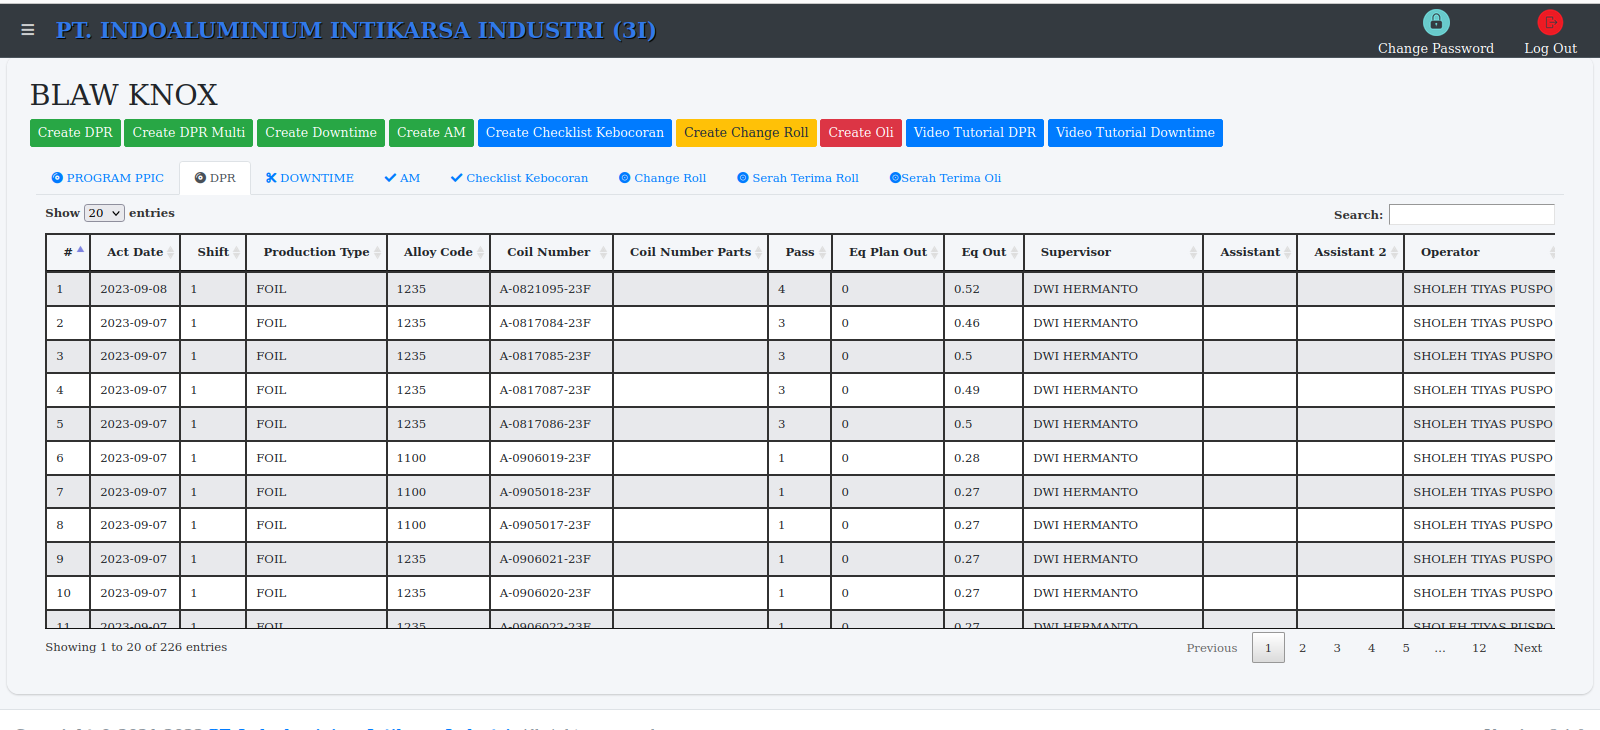 PT. INDOALUMINIUM INTIKARSA INDUSTRI (3I)
Change Password Log Out
BLAW KNOX
Create DPR Create DPR Multi Create Downtime Create AM Create Checklist Kebocoran Create Change Roll Create Oli Video Tutorial DPR Video Tutorial Downtime
PROGRAM PPIC DPR DOWNTIME AM Checklist Kebocoran Change Roll Serah Terima Roll Serah Terima Oli
Show 20 entries Search:
# Act Date Shift Production Type Alloy Code Coil Number Coil Number Parts Pass Eq Plan Out Eq Out Supervisor Assistant Assistant 2 Operator
1 2023-09-08 1 FOIL 1235 A-0821095-23F 4 0 0.52 DWI HERMANTO SHOLEH TIYAS PUSPO
2 2023-09-07 1 FOIL 1235 A-0817084-23F 3 0 0.46 DWI HERMANTO SHOLEH TIYAS PUSPO
3 2023-09-07 1 FOIL 1235 A-0817085-23F 3 0 0.5 DWI HERMANTO SHOLEH TIYAS PUSPO
4 2023-09-07 1 FOIL 1235 A-0817087-23F 3 0 0.49 DWI HERMANTO SHOLEH TIYAS PUSPO
5 2023-09-07 1 FOIL 1235 A-0817086-23F 3 0 0.5 DWI HERMANTO SHOLEH TIYAS PUSPO
6 2023-09-07 1 FOIL 1100 A-0906019-23F 1 0 0.28 DWI HERMANTO SHOLEH TIYAS PUSPO
7 2023-09-07 1 FOIL 1100 A-0905018-23F 1 0 0.27 DWI HERMANTO SHOLEH TIYAS PUSPO
8 2023-09-07 1 FOIL 1100 A-0905017-23F 1 0 0.27 DWI HERMANTO SHOLEH TIYAS PUSPO
9 2023-09-07 1 FOIL 1235 A-0906021-23F 1 0 0.27 DWI HERMANTO SHOLEH TIYAS PUSPO
10 2023-09-07 1 FOIL 1235 A-0906020-23F 1 0 0.27 DWI HERMANTO SHOLEH TIYAS PUSPO
11 2023-09-07 1 FOIL 1235 A-0906022-23F 1 0 0.27 DWI HERMANTO SHOLEH TIYAS PUSPO
Showing 1 to 20 of 226 entries Previous 1 2 3 4 5 … 12 Next